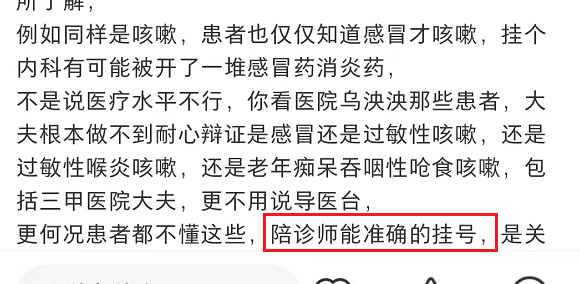 所了解，
例如同样是咳嗽，患者也仅仅知道感冒才咳嗽，挂个
内科有可能被开了一堆感冒药消炎药，
不是说医疗水平不行，你看医院乌泱泱那些患者，大
夫根本做不到耐心辩证是感冒还是过敏性咳嗽，还是
过敏性喉炎咳嗽，还是老年痴呆吞咽性呛食咳嗽，包
括三甲医院大夫，更不用说导医台，
更何况患者都不懂这些，陪诊师能准确的挂号，是关